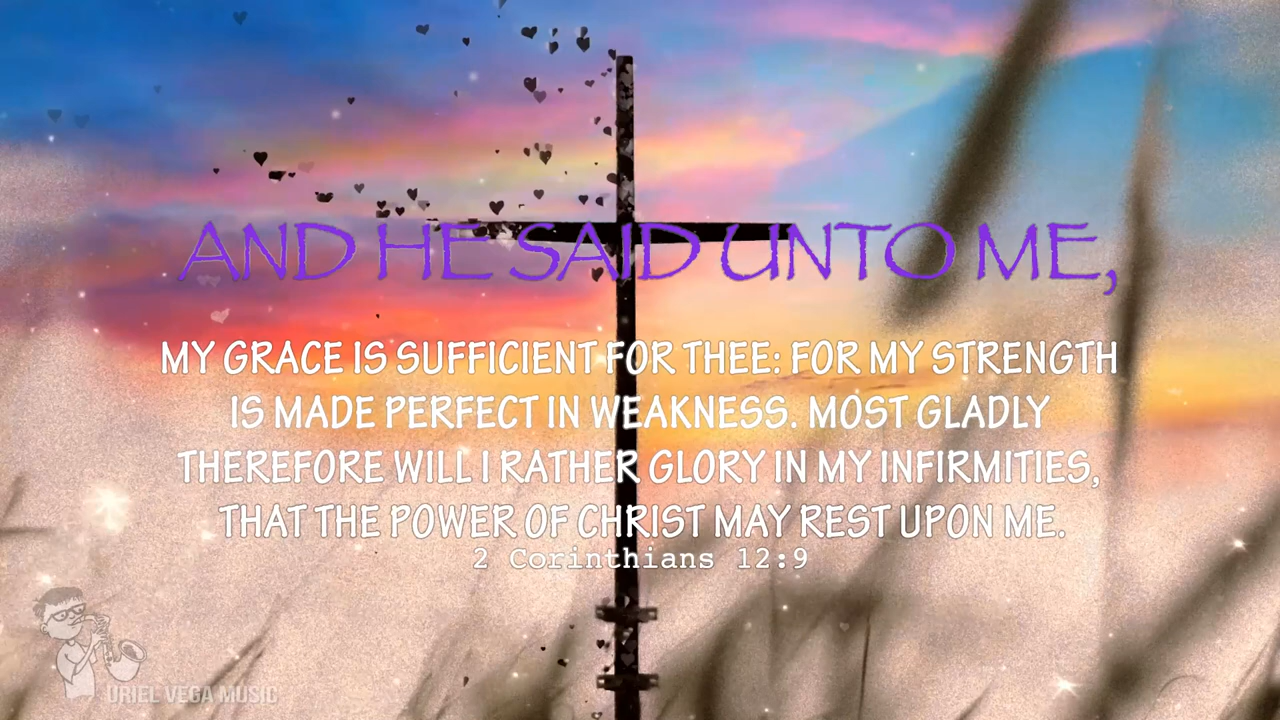 AND HE SAID UNTO ME,
MY GRACE IS SUFFICIENT FOR THEE: FOR MY STRENGTH
IS MADE PERFECT IN WEAKNESS. MOST GLADLY
THEREFORE WILL I RATHER GLORY IN MY INFIRMITIES,
THAT THE POWER OF CHRIST MAY REST UPON ME.
2 Corinthians 12:9
URIEL VEGA MUSIC